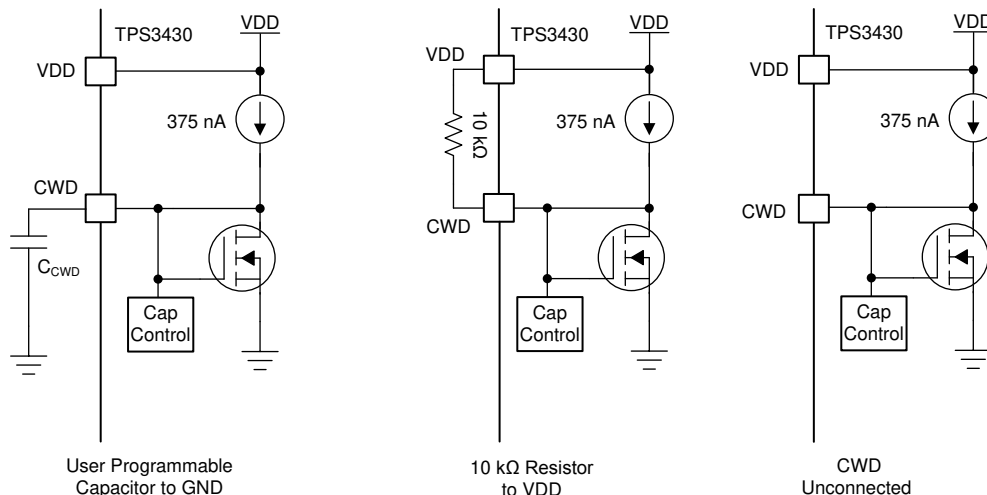 TPS3430
VDD
VDD
375 nA
CWD
C_CWD
Cap
Control
User Programmable
Capacitor to GND
TPS3430
VDD
VDD
10 kΩ
375 nA
CWD
Cap
Control
10 kΩ Resistor
to VDD
TPS3430
VDD
VDD
375 nA
CWD
Cap
Control
CWD
Unconnected